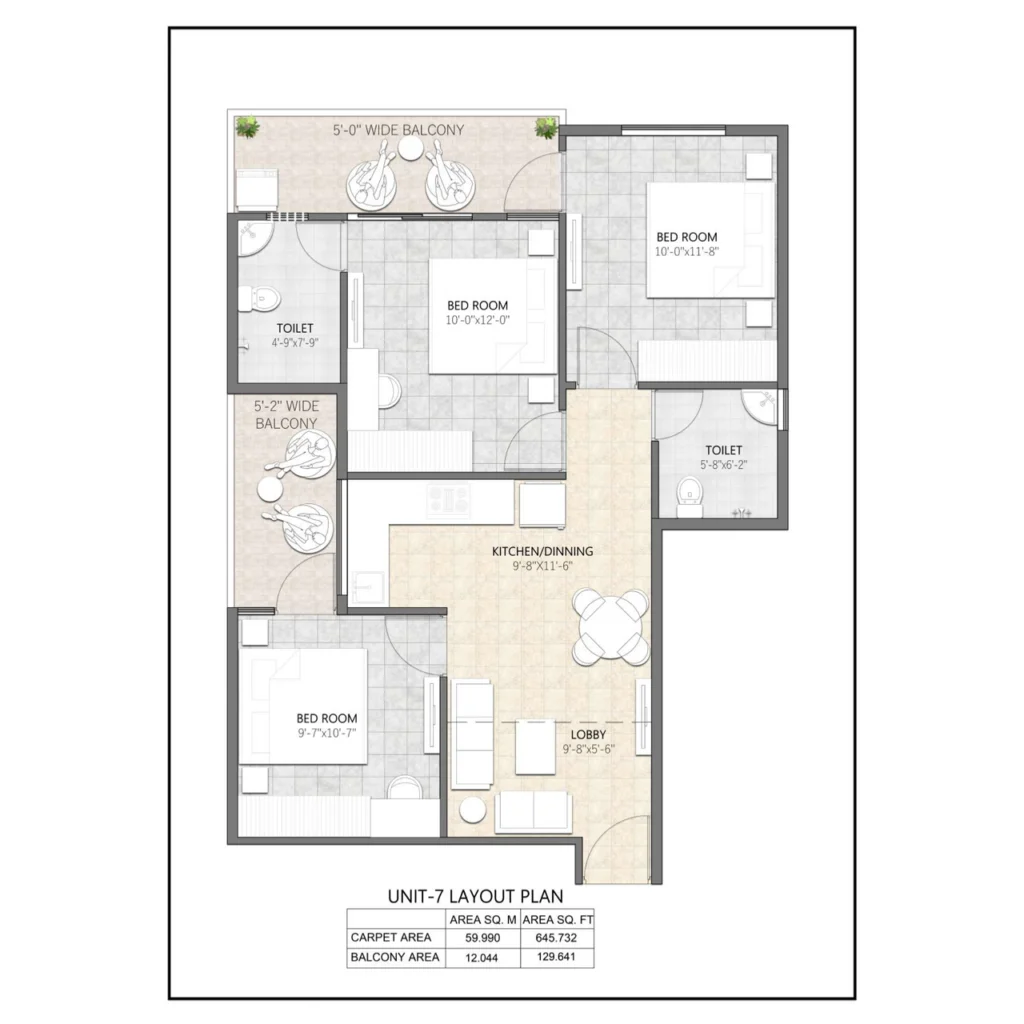 5'-0" WIDE BALCONY
BED ROOM
10'-0"x11'-8"
BED ROOM
10'-0"x12'-0"
TOILET
4'-9"x7'-9"
5'-2" WIDE
BALCONY
TOILET
5'-8"x6'-2"
KITCHEN/DINNING
9'-8"X11'-6"
BED ROOM
9'-7"x10'-7"
LOBBY
9'-8"x5'-6"
UNIT-7 LAYOUT PLAN
AREA SQ. M AREA SQ. FT
CARPET AREA 59.990 645.732
BALCONY AREA 12.044 129.641